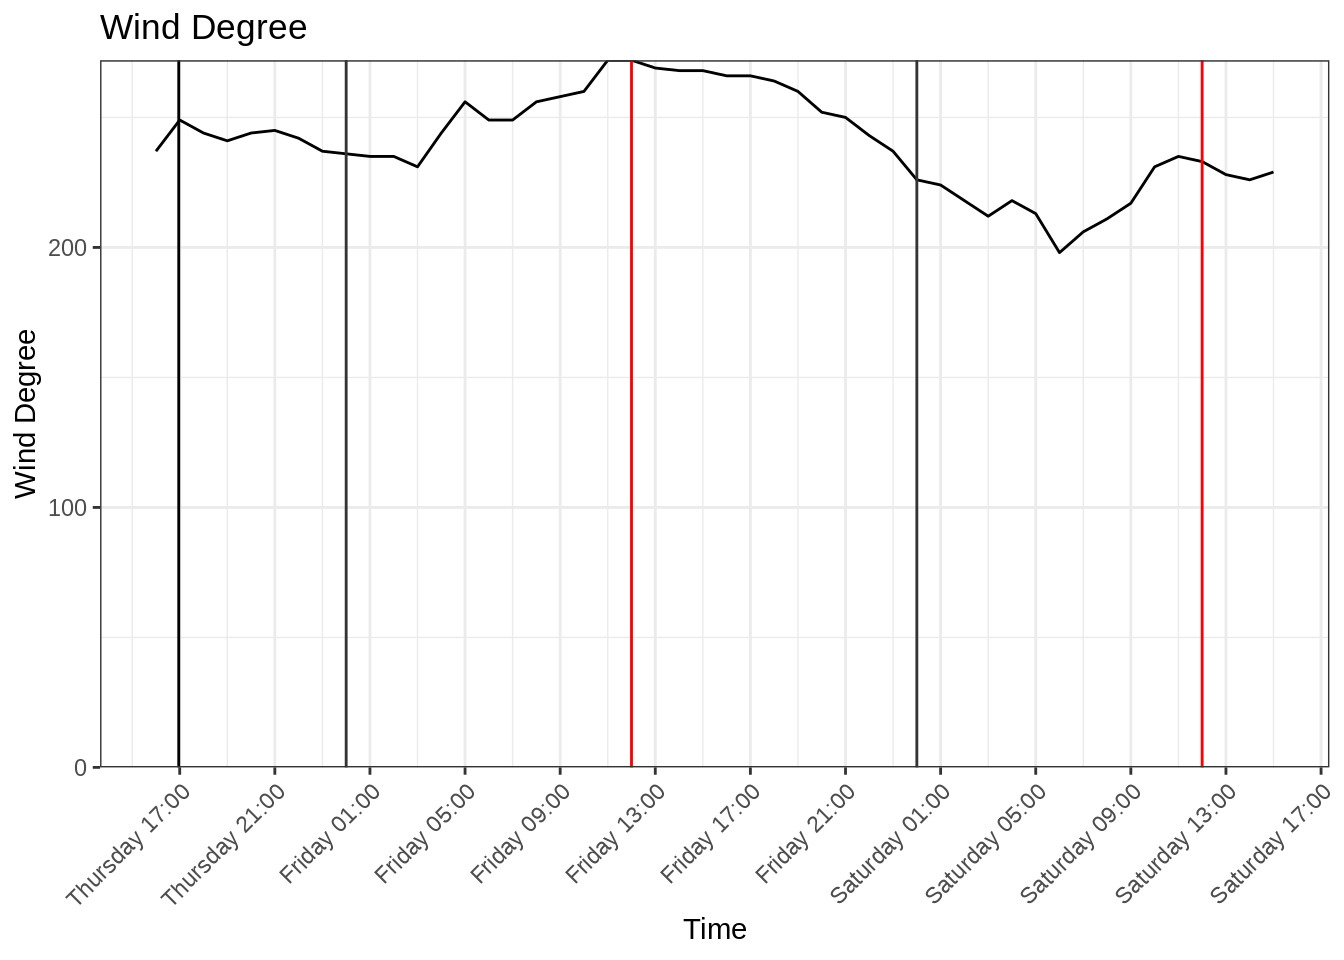 Wind Degree
Wind Degree
200
100
0
Thursday 17:00
Thursday 21:00
Friday 01:00
Friday 05:00
Friday 09:00
Friday 13:00
Friday 17:00
Friday 21:00
Saturday 01:00
Saturday 05:00
Saturday 09:00
Saturday 13:00
Saturday 17:00
Time